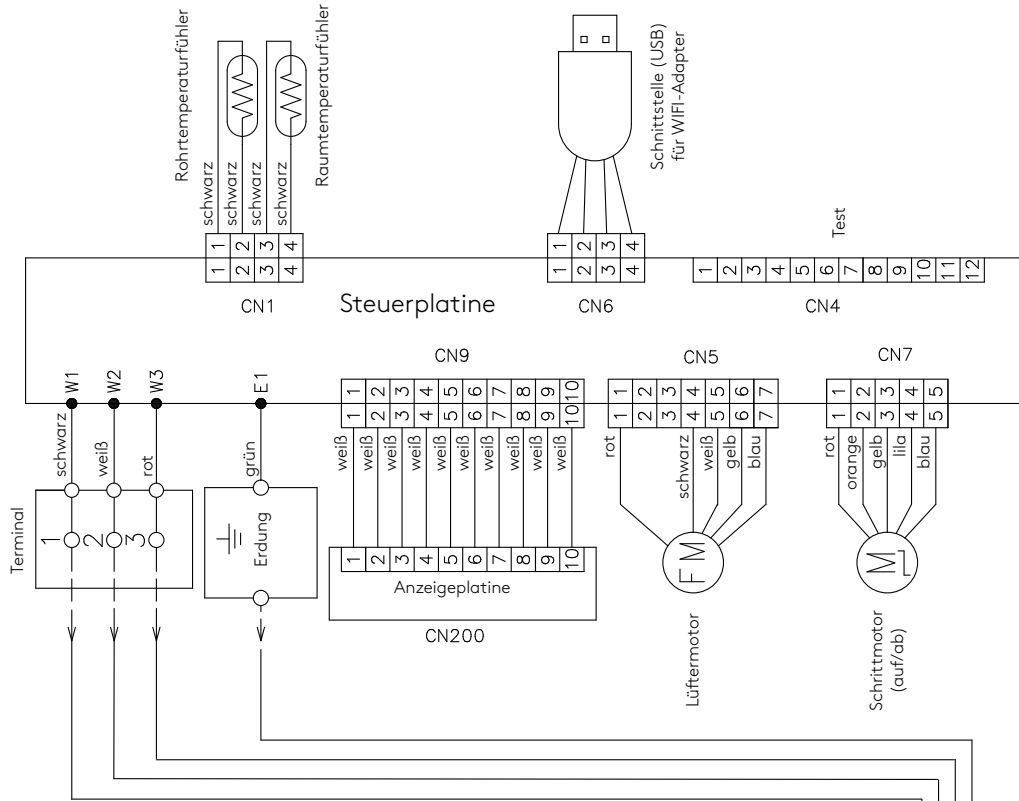 Rohrtemperaturfühler
schwarz
schwarz
schwarz
schwarz
Raumtemperaturfühler
1 2 3 4
1 2 3 4
CN1
Schnittstelle (USB)
für WIFI-Adapter
1 2 3 4
1 2 3 4
CN6
Test
1 2 3 4 5 6 7 8 9 10 11 12
CN4
Steuerplatine
W1
W2
W3
E1
schwarz
weiß
rot
grün
Terminal
1
2
3
Erdung
CN9
1 2 3 4 5 6 7 8 9 10
1 2 3 4 5 6 7 8 9 10
weiß
weiß
weiß
weiß
weiß
weiß
weiß
weiß
weiß
weiß
1 2 3 4 5 6 7 8 9 10
Anzeigeplatine
CN200
CN5
1 2 3 4 5 6 7
1 2 3 4 5 6 7
rot
schwarz
weiß
gelb
blau
FM
Lüftermotor
CN7
1 2 3 4 5
1 2 3 4 5
rot
orange
gelb
lila
blau
M
Schrittmotor
(auf/ab)